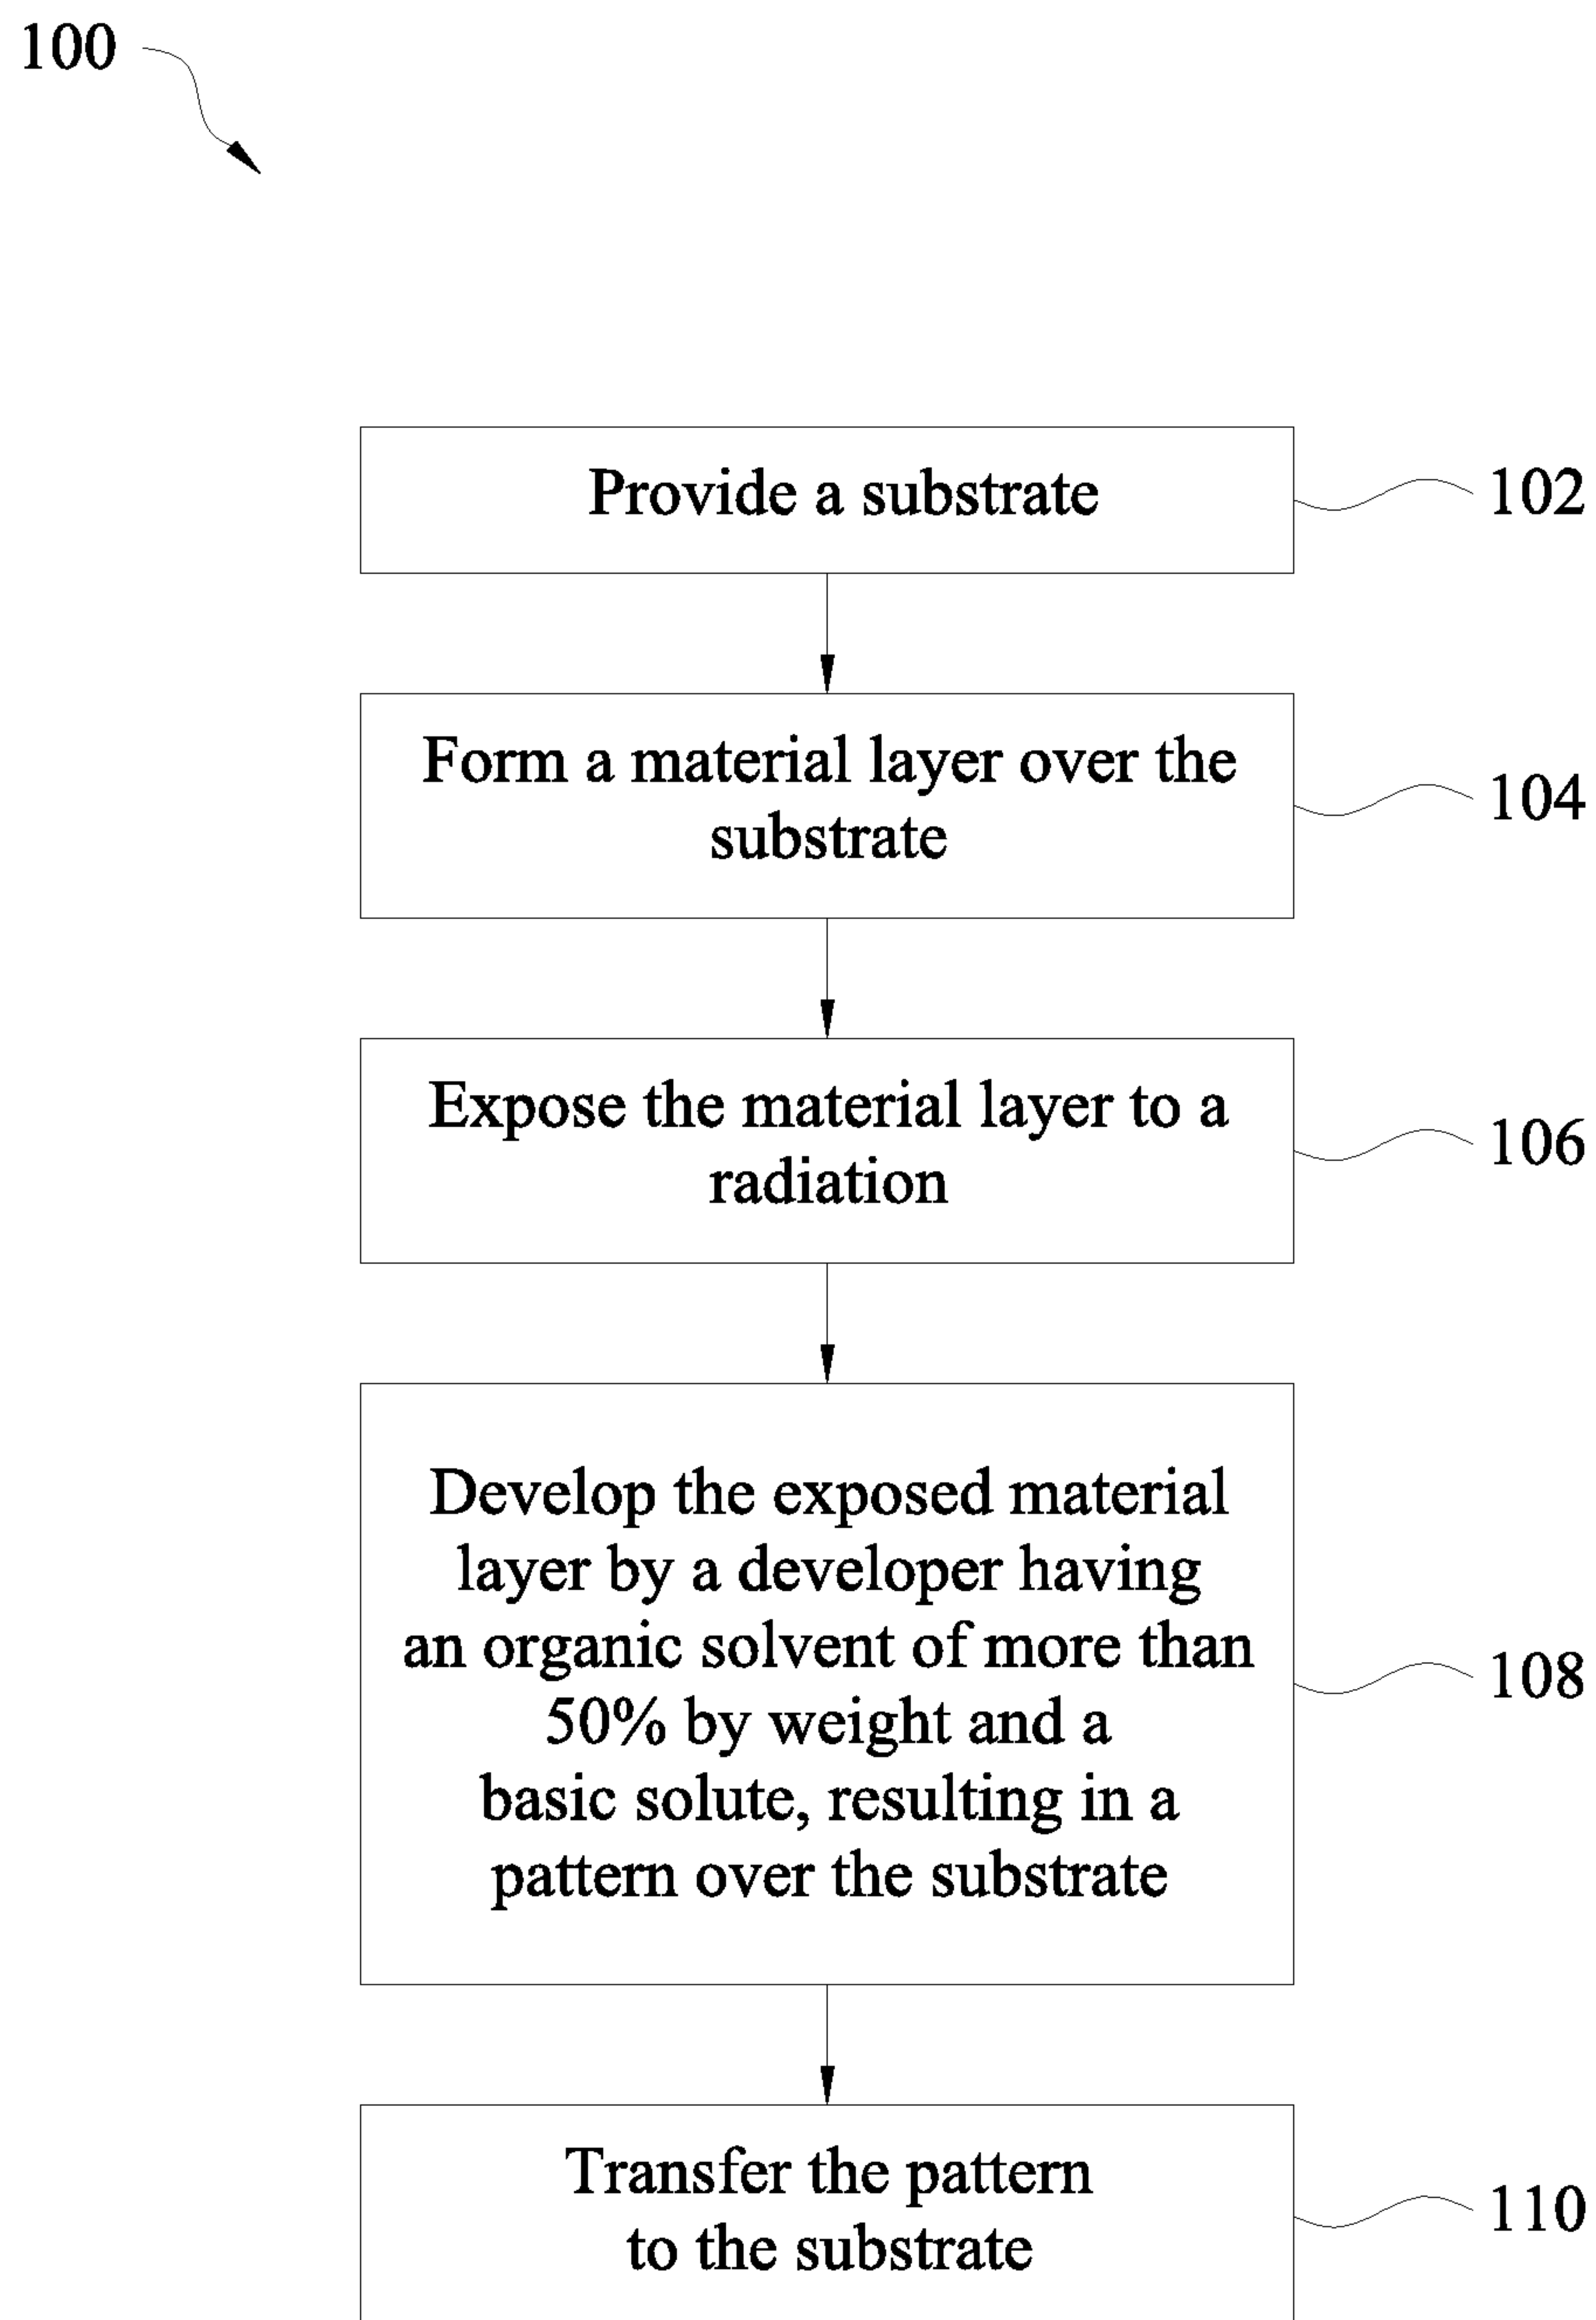 100
Provide a substrate
102
Form a material layer over the
substrate
104
Expose the material layer to a
radiation
106
Develop the exposed material
layer by a developer having
an organic solvent of more than
50% by weight and a
basic solute, resulting in a
pattern over the substrate
108
Transfer the pattern
to the substrate
110